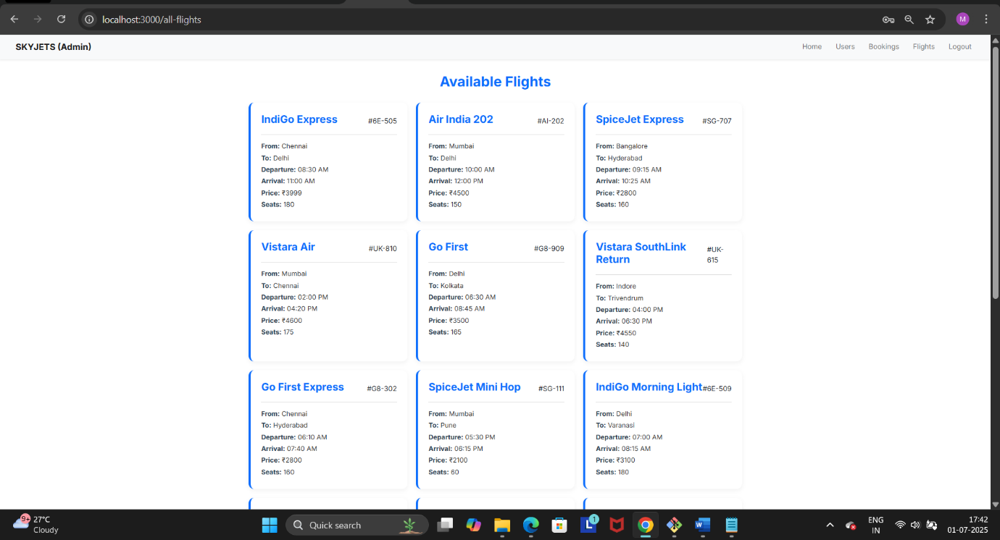 localhost:3000/all-flights
M
SKYJETS (Admin)
Home Users Bookings Flights Logout
Available Flights
IndiGo Express #6E-505
From: Chennai
To: Delhi
Departure: 08:30 AM
Arrival: 11:00 AM
Price: ₹3999
Seats: 180
Air India 202 #AI-202
From: Mumbai
To: Delhi
Departure: 10:00 AM
Arrival: 12:00 PM
Price: ₹4500
Seats: 150
SpiceJet Express #SG-707
From: Bangalore
To: Hyderabad
Departure: 09:15 AM
Arrival: 10:25 AM
Price: ₹2800
Seats: 160
Vistara Air #UK-810
From: Mumbai
To: Chennai
Departure: 02:00 PM
Arrival: 04:20 PM
Price: ₹4600
Seats: 175
Go First #G8-909
From: Delhi
To: Kolkata
Departure: 06:30 AM
Arrival: 08:45 AM
Price: ₹3500
Seats: 165
Vistara SouthLink #UK-
Return 615
From: Indore
To: Trivendrum
Departure: 04:00 PM
Arrival: 06:30 PM
Price: ₹4550
Seats: 140
Go First Express #G8-302
From: Chennai
To: Hyderabad
Departure: 06:10 AM
Arrival: 07:40 AM
Price: ₹2800
Seats: 160
SpiceJet Mini Hop #SG-111
From: Mumbai
To: Pune
Departure: 05:30 PM
Arrival: 06:15 PM
Price: ₹2100
Seats: 60
IndiGo Morning Light #6E-509
From: Delhi
To: Varanasi
Departure: 07:00 AM
Arrival: 08:15 AM
Price: ₹3100
Seats: 180
9+
27°C
Cloudy
Quick search
L 1
W
ENG
IN
17:42
01-07-2025